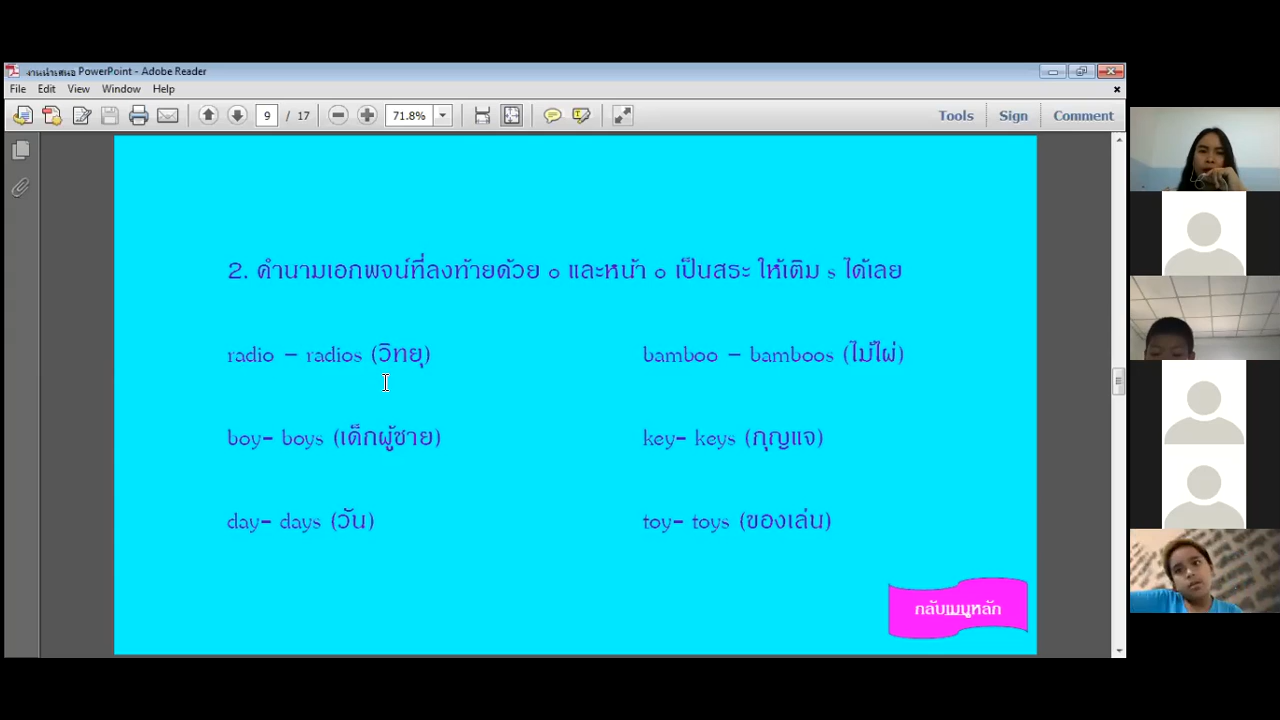 งานนำเสนอ PowerPoint - Adobe Reader
File Edit View Window Help
9 / 17 71.8% Tools Sign Comment
2. คำนามเอกพจน์ที่ลงท้ายด้วย o และหน้า o เป็นสระ ให้เติม s ได้เลย
radio – radios (วิทยุ) bamboo – bamboos (ไม้ไผ่)
boy– boys (เด็กผู้ชาย) key– keys (กุญแจ)
day– days (วัน) toy– toys (ของเล่น)
กลับเมนูหลัก